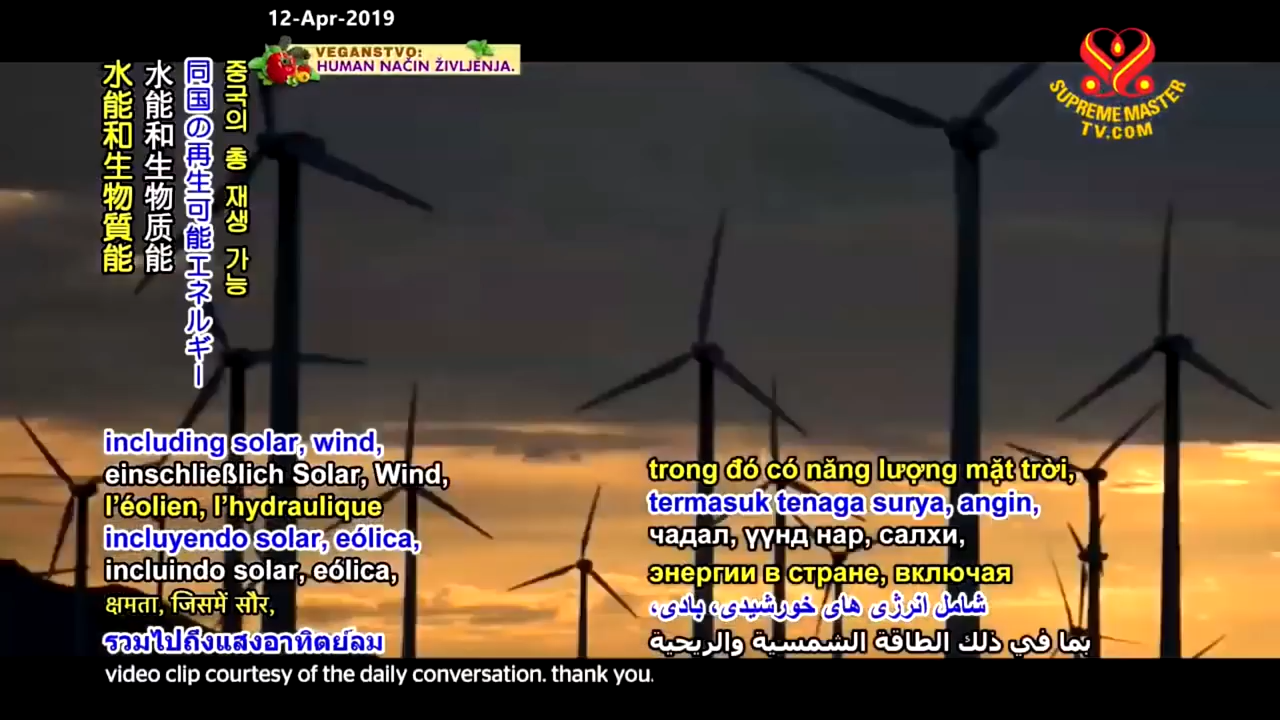 12-Apr-2019
VEGANSTVO:
HUMAN NAČIN ŽIVLJENJA.
SUPREME MASTER
TV.COM
水能和生物質能
水能和生物质能
同国の再生可能エネルギー
중국의 총 재생 가능
including solar, wind,
einschließlich Solar, Wind,
l'éolien, l'hydraulique
incluyendo solar, eólica,
incluindo solar, eólica,
क्षमता, जिसमें सौर,
รวมไปถึงแสงอาทิตย์ลม
trong đó có năng lượng mặt trời,
termasuk tenaga surya, angin,
чадал, үүнд нар, салхи,
энергии в стране, включая
شامل انرژی های خورشیدی، بادی،
بما في ذلك الطاقة الشمسية والريحية
video clip courtesy of the daily conversation. thank you.